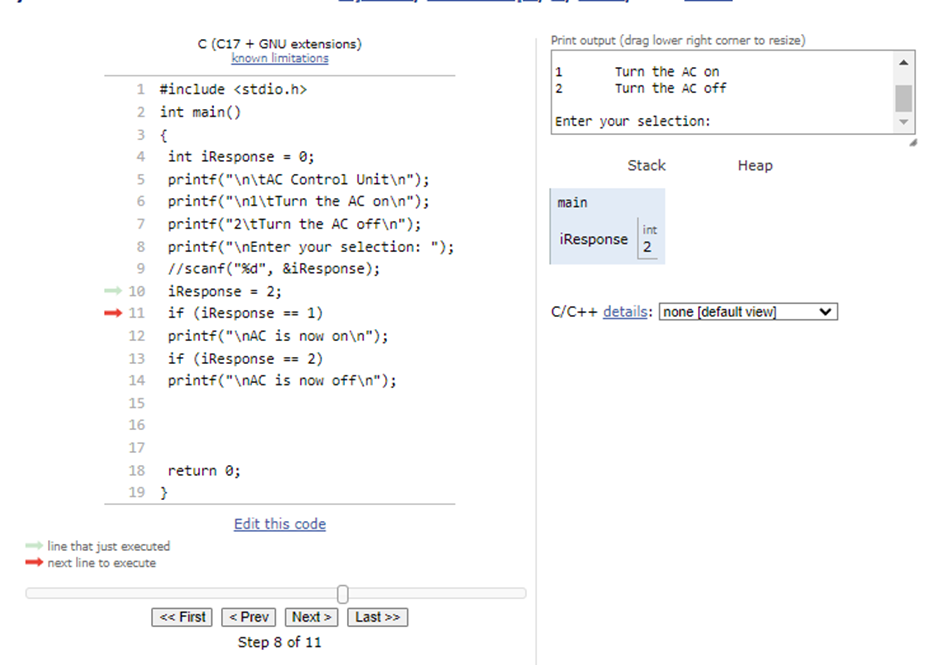 C (C17 + GNU extensions)
known limitations
1 #include <stdio.h>
2 int main()
3 {
4 int iResponse = 0;
5 printf("\n\tAC Control Unit\n");
6 printf("\n1\tTurn the AC on\n");
7 printf("2\tTurn the AC off\n");
8 printf("\nEnter your selection: ");
9 //scanf("%d", &iResponse);
10 iResponse = 2;
11 if (iResponse == 1)
12 printf("\nAC is now on\n");
13 if (iResponse == 2)
14 printf("\nAC is now off\n");
15
16
17
18 return 0;
19 }
Edit this code
line that just executed
next line to execute
<< First < Prev Next > Last >>
Step 8 of 11
Print output (drag lower right corner to resize)
1 Turn the AC on
2 Turn the AC off
Enter your selection:
Stack Heap
main
int
iResponse 2
C/C++ details: none [default view]